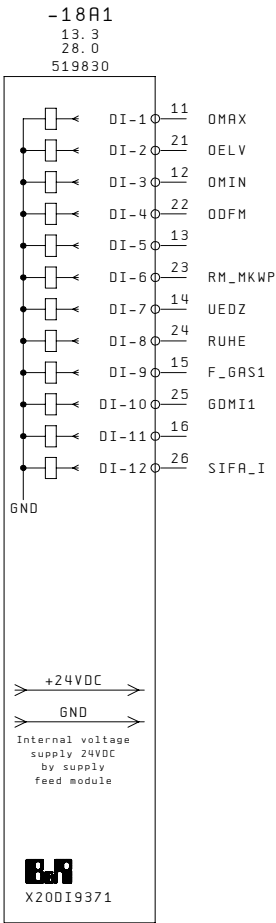 -18A1
13.3
28.0
519830
DI-1 11 OMAX
DI-2 21 OELV
DI-3 12 OMIN
DI-4 22 ODFM
DI-5 13
DI-6 23 RM_MKWP
DI-7 14 UEDZ
DI-8 24 RUHE
DI-9 15 F_GAS1
DI-10 25 GDMI1
DI-11 16
DI-12 26 SIFA_I
GND
+24VDC
GND
Internal voltage
supply 24VDC
by supply
feed module
B&R
X20DI9371